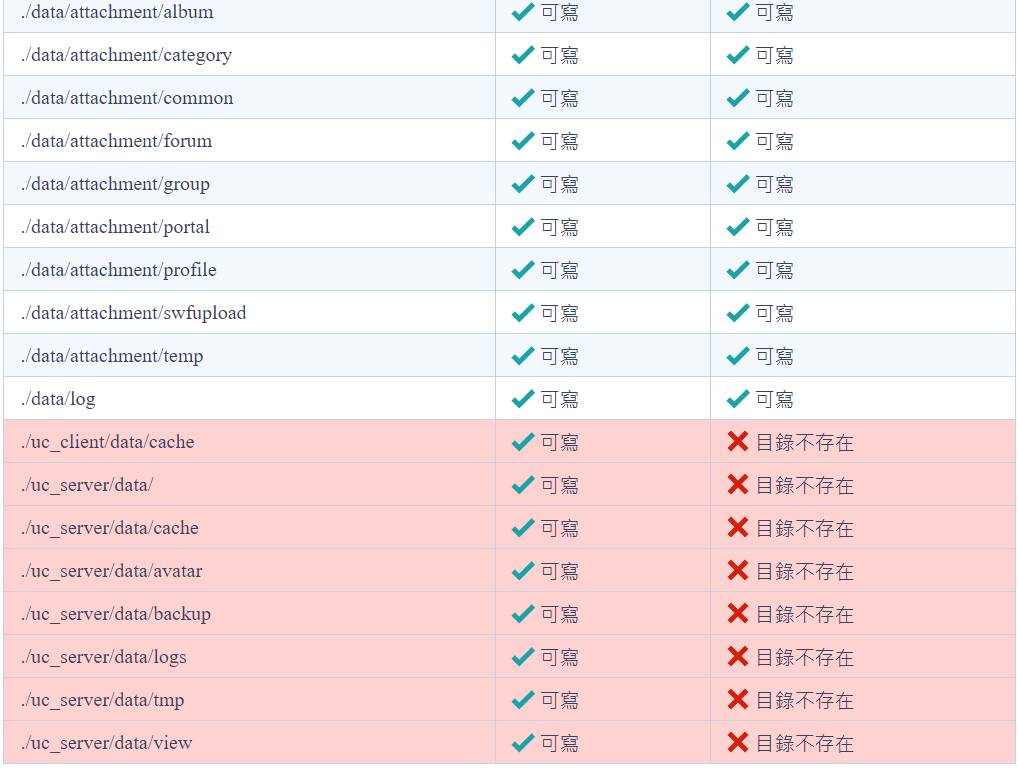 ./data/attachment/album 可寫 可寫
./data/attachment/category 可寫 可寫
./data/attachment/common 可寫 可寫
./data/attachment/forum 可寫 可寫
./data/attachment/group 可寫 可寫
./data/attachment/portal 可寫 可寫
./data/attachment/profile 可寫 可寫
./data/attachment/swfupload 可寫 可寫
./data/attachment/temp 可寫 可寫
./data/log 可寫 可寫
./uc_client/data/cache 可寫 目錄不存在
./uc_server/data/ 可寫 目錄不存在
./uc_server/data/cache 可寫 目錄不存在
./uc_server/data/avatar 可寫 目錄不存在
./uc_server/data/backup 可寫 目錄不存在
./uc_server/data/logs 可寫 目錄不存在
./uc_server/data/tmp 可寫 目錄不存在
./uc_server/data/view 可寫 目錄不存在